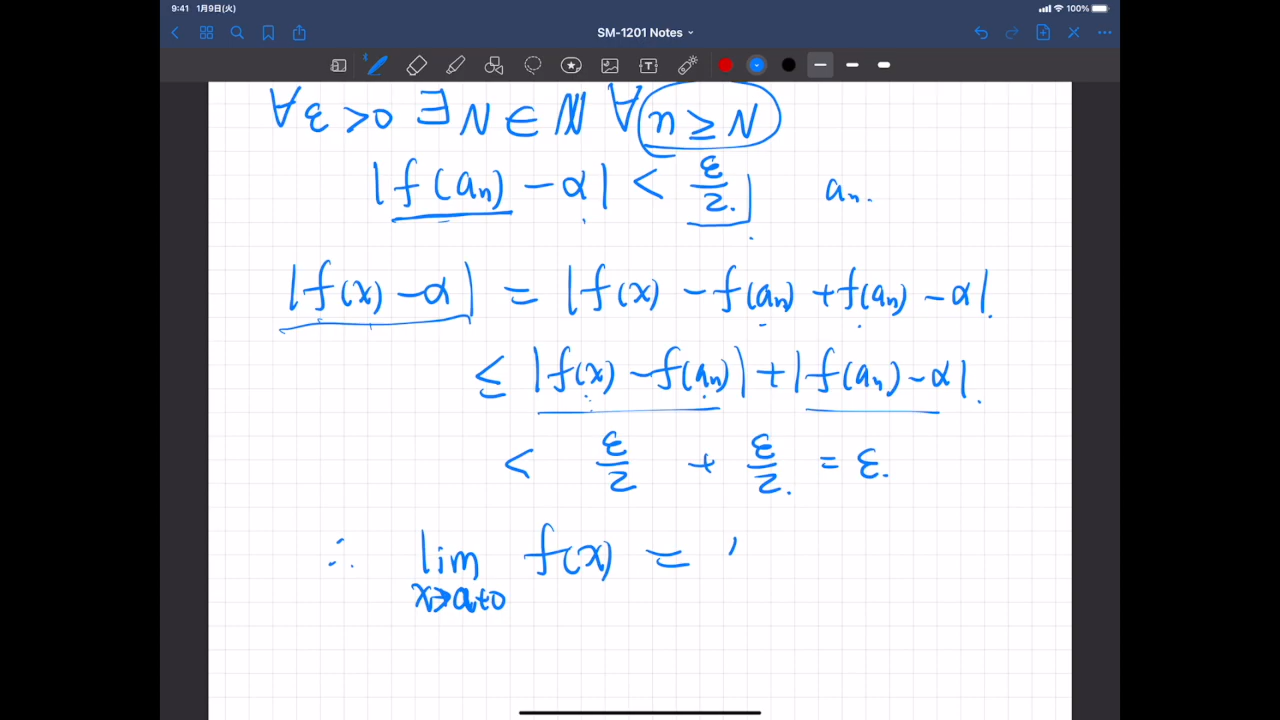 9:41 1月9日(火) 100%
SM-1201 Notes
∀ε>0 ∃N∈ℕ ∀n≥N
|f(aₙ)-α| < ε/2. aₙ.
|f(x)-α| = |f(x)-f(aₙ)+f(aₙ)-α|.
≤ |f(x)-f(aₙ)|+|f(aₙ)-α|.
< ε/2 + ε/2. = ε.
∴ lim f(x) =
x→a+0